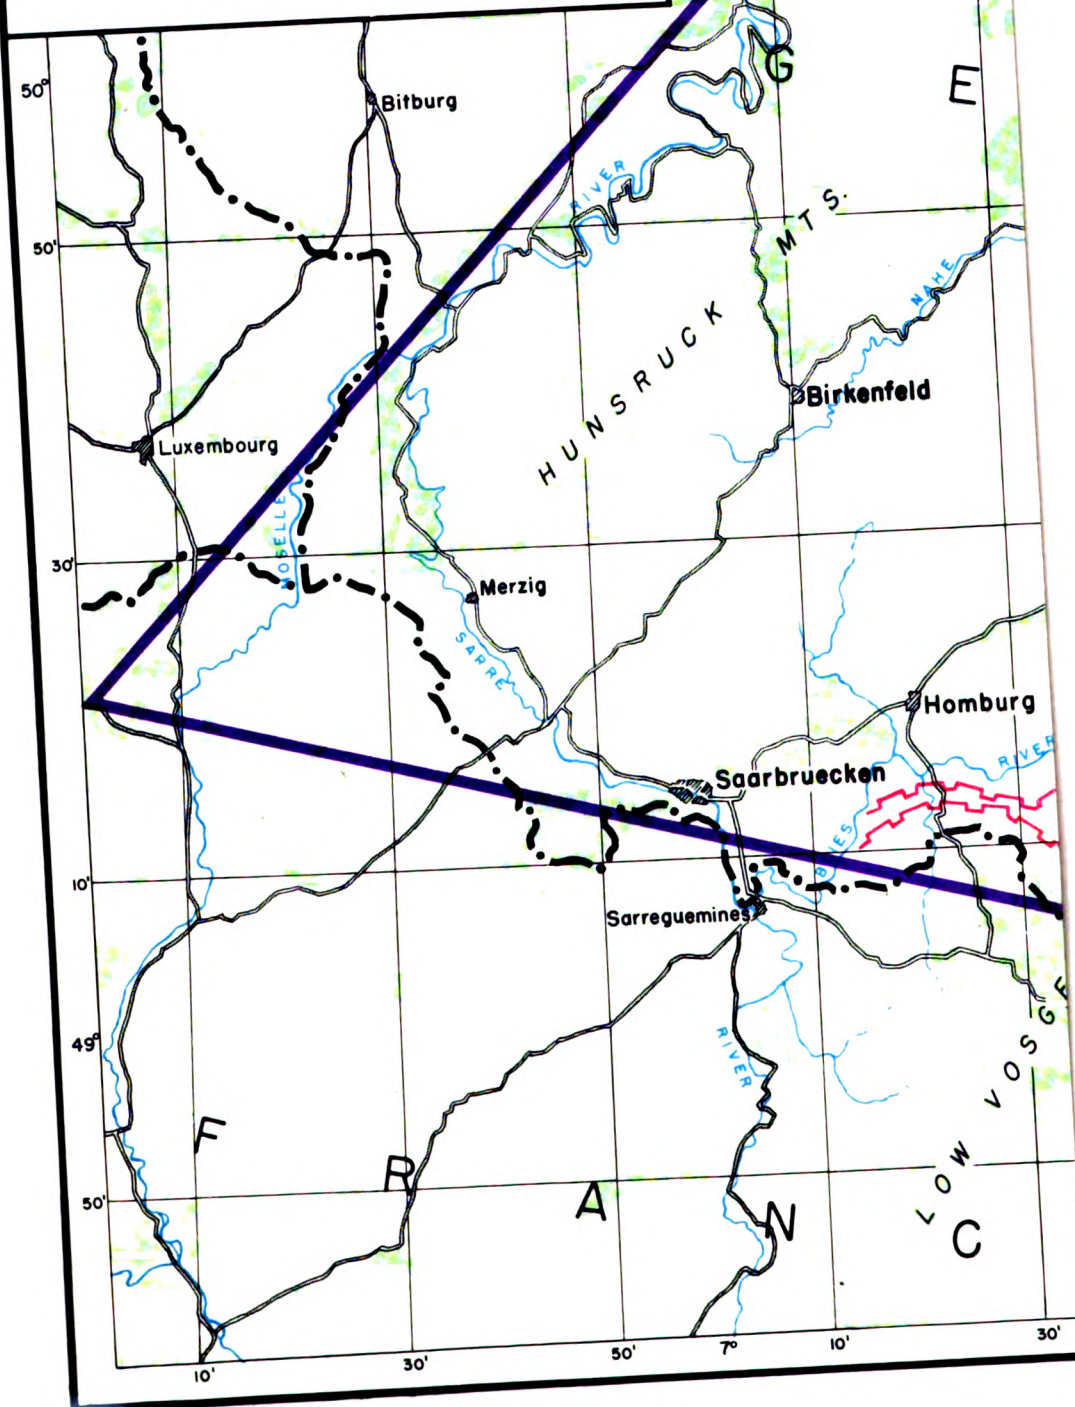 G
E
50°
Bitburg
RIVER
50'
HUNSRUCK MTS.
NAHE
Birkenfeld
Luxembourg
MOSELLE
30'
Merzig
SARRE
Homburg
RIVER
Saarbruecken
BLIES
10'
Sarreguemines
49°
RIVER
LOW VOSGE
F R A N C
50'
10'
30'
50'
7°
10'
30'